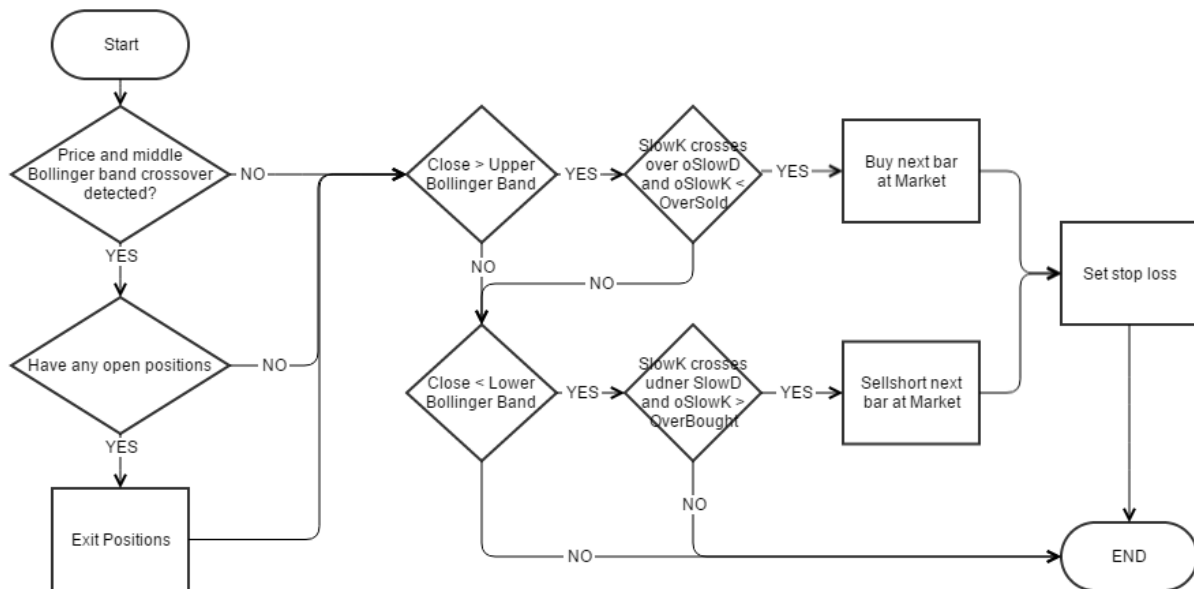 Start
Price and middle
Bollinger band crossover
detected?
NO
YES
Have any open positions
NO
YES
Exit Positions
Close > Upper
Bollinger Band
YES
NO
SlowK crosses
over oSlowD
and oSlowK <
OverSold
YES
NO
Buy next bar
at Market
Close < Lower
Bollinger Band
YES
NO
SlowK crosses
udner SlowD
and oSlowK >
OverBought
YES
NO
Sellshort next
bar at Market
Set stop loss
END